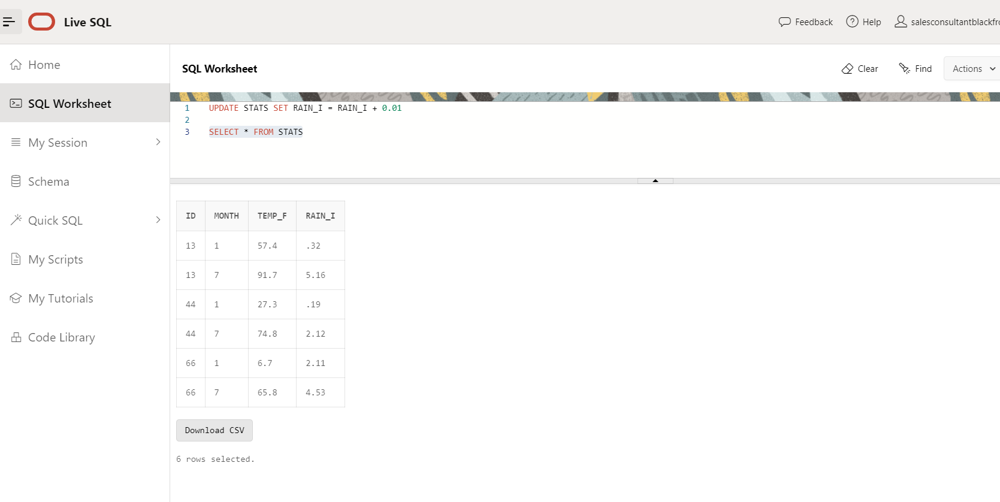 Live SQL
Feedback
Help
salesconsultantblackfro
Home
SQL Worksheet
My Session
Schema
Quick SQL
My Scripts
My Tutorials
Code Library
SQL Worksheet
Clear
Find
Actions
1 UPDATE STATS SET RAIN_I = RAIN_I + 0.01
2
3 SELECT * FROM STATS
ID MONTH TEMP_F RAIN_I
13 1 57.4 .32
13 7 91.7 5.16
44 1 27.3 .19
44 7 74.8 2.12
66 1 6.7 2.11
66 7 65.8 4.53
Download CSV
6 rows selected.